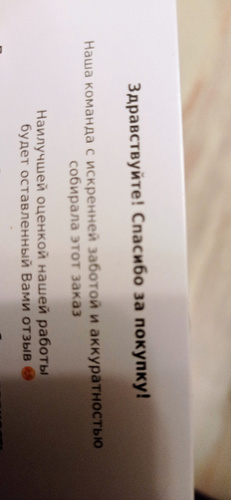 Здравствуйте! Спасибо за покупку!
Наша команда с искренней заботой и аккуратностью
собирала этот заказ
Наилучшей оценкой нашей работы
будет оставленный Вами отзыв